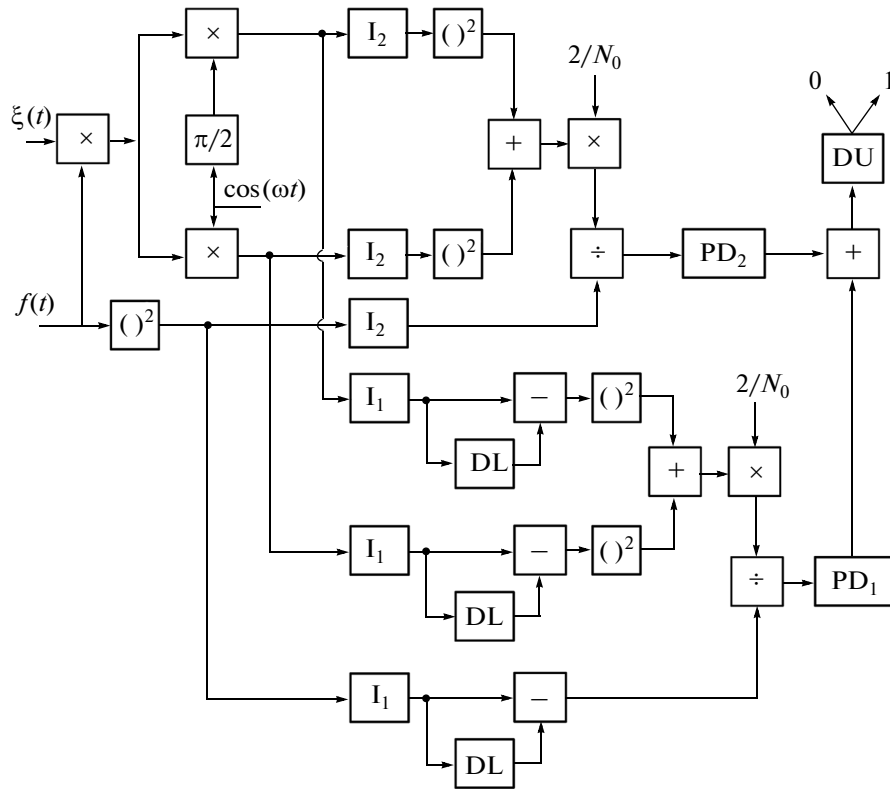 × I₂ ( )² 2/N₀ 0 1
ξ(t) × π/2 + × DU
cos(ωt)
× I₂ ( )² ÷ PD₂ +
f(t) ( )² I₂
I₁ − ( )² 2/N₀
DL + ×
I₁ − ( )² ÷ PD₁
DL
I₁ −
DL